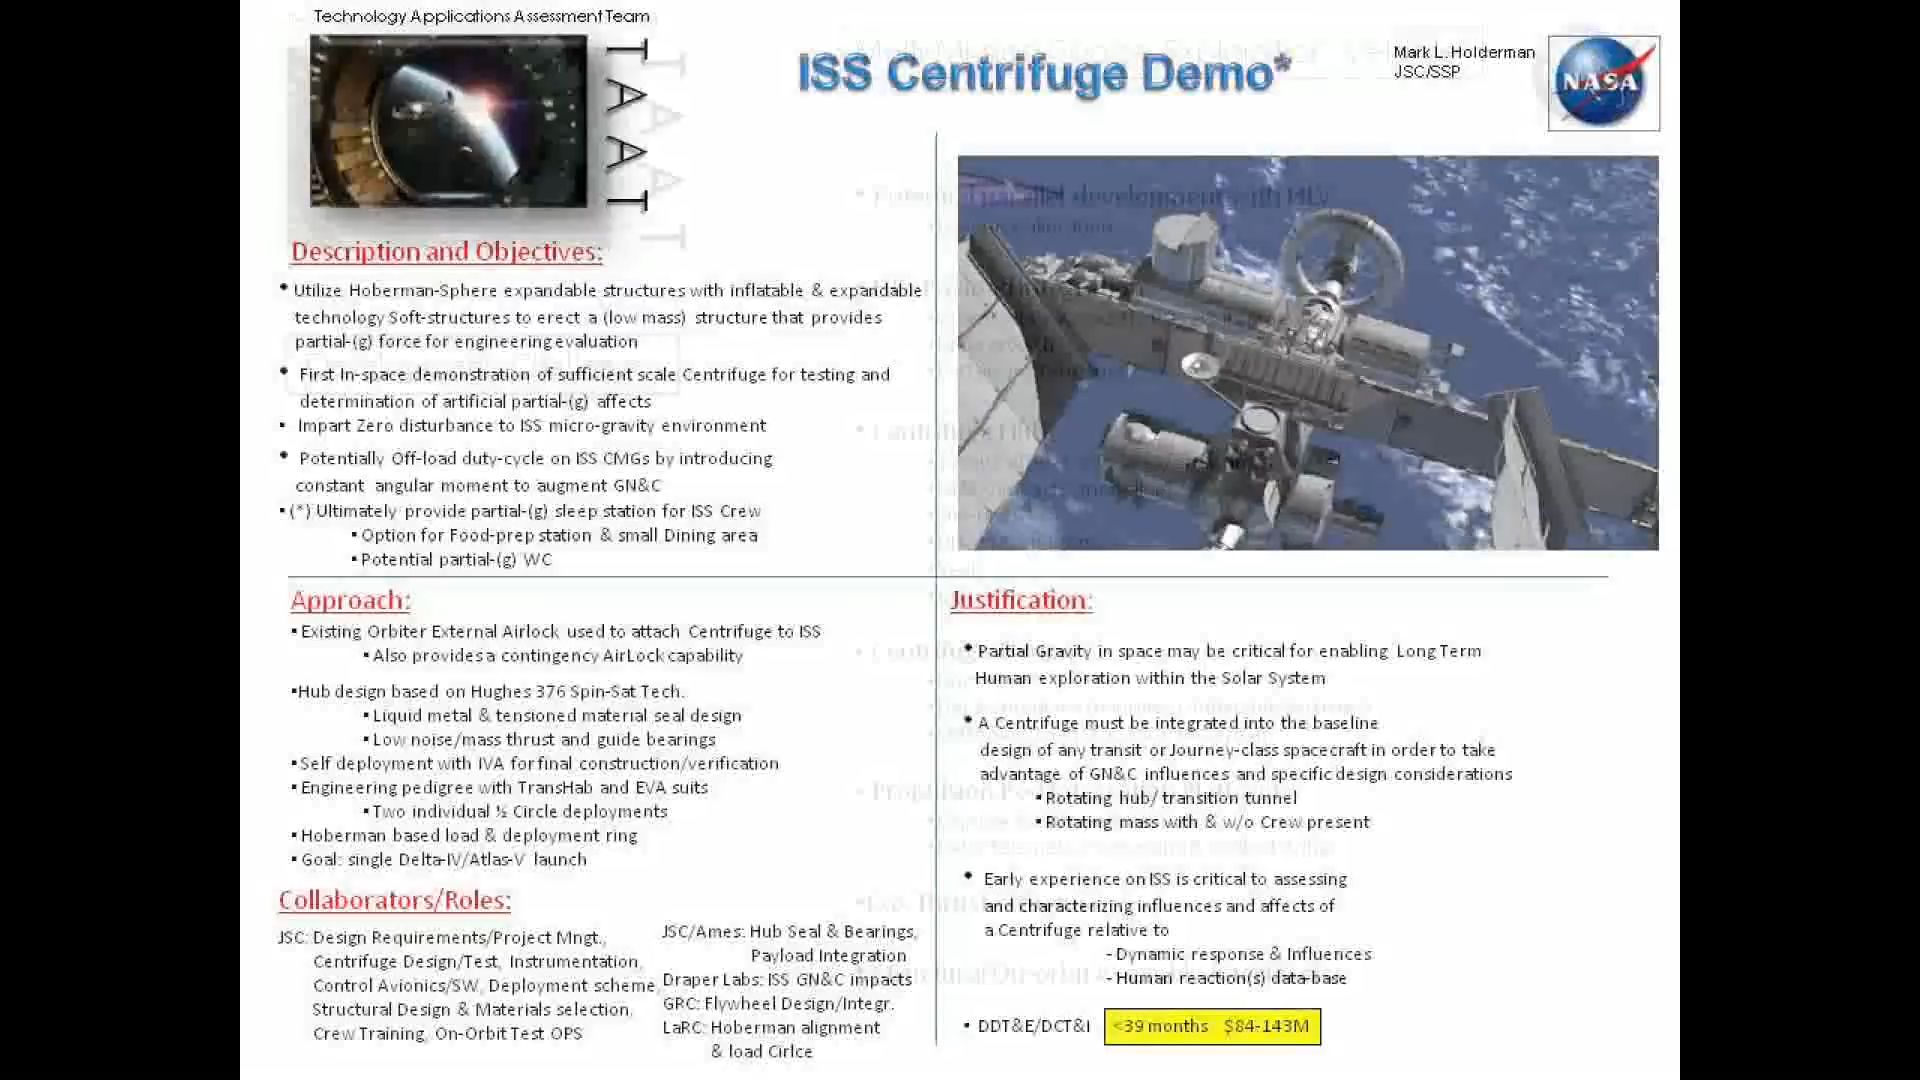 Technology Applications Assessment Team
T A A T
ISS Centrifuge Demo*
Mark L. Holderman
JSC/SSP
NASA
Description and Objectives:
• Utilize Hoberman-Sphere expandable structures with inflatable & expandable
technology Soft-structures to erect a (low mass) structure that provides
partial-(g) force for engineering evaluation
• First In-space demonstration of sufficient scale Centrifuge for testing and
determination of artificial partial-(g) affects
▪ Impart Zero disturbance to ISS micro-gravity environment
• Potentially Off-load duty-cycle on ISS CMGs by introducing
constant angular moment to augment GN&C
▪ (*) Ultimately provide partial-(g) sleep station for ISS Crew
▪ Option for Food-prep station & small Dining area
▪ Potential partial-(g) WC
Approach:
▪ Existing Orbiter External Airlock used to attach Centrifuge to ISS
▪ Also provides a contingency AirLock capability
▪ Hub design based on Hughes 376 Spin-Sat Tech.
▪ Liquid metal & tensioned material seal design
▪ Low noise/mass thrust and guide bearings
▪ Self deployment with IVA for final construction/verification
▪ Engineering pedigree with TransHab and EVA suits
▪ Two individual ½ Circle deployments
▪ Hoberman based load & deployment ring
▪ Goal: single Delta-IV/Atlas-V launch
Collaborators/Roles:
JSC: Design Requirements/Project Mngt.,
Centrifuge Design/Test, Instrumentation,
Control Avionics/SW, Deployment scheme,
Structural Design & Materials selection,
Crew Training, On-Orbit Test OPS
JSC/Ames: Hub Seal & Bearings,
Payload Integration
Draper Labs: ISS GN&C impacts
GRC: Flywheel Design/Integr.
LaRC: Hoberman alignment
& load Cirlce
Justification:
• Partial Gravity in space may be critical for enabling Long Term
Human exploration within the Solar System
• A Centrifuge must be integrated into the baseline
design of any transit or Journey-class spacecraft in order to take
advantage of GN&C influences and specific design considerations
▪ Rotating hub/ transition tunnel
▪ Rotating mass with & w/o Crew present
• Early experience on ISS is critical to assessing
and characterizing influences and affects of
a Centrifuge relative to
- Dynamic response & Influences
- Human reaction(s) data-base
• DDT&E/DCT&I <39 months $84-143M